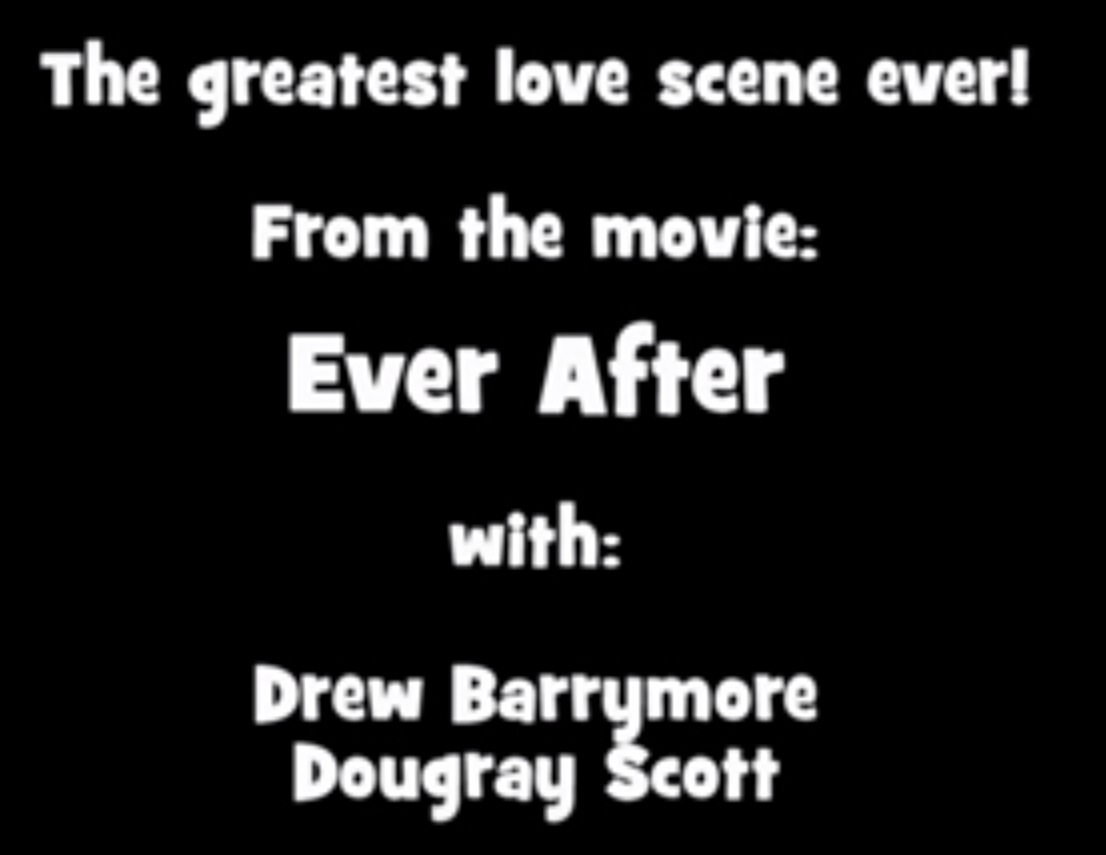 The greatest love scene ever!
From the movie:
Ever After
with:
Drew Barrymore
Dougray Scott